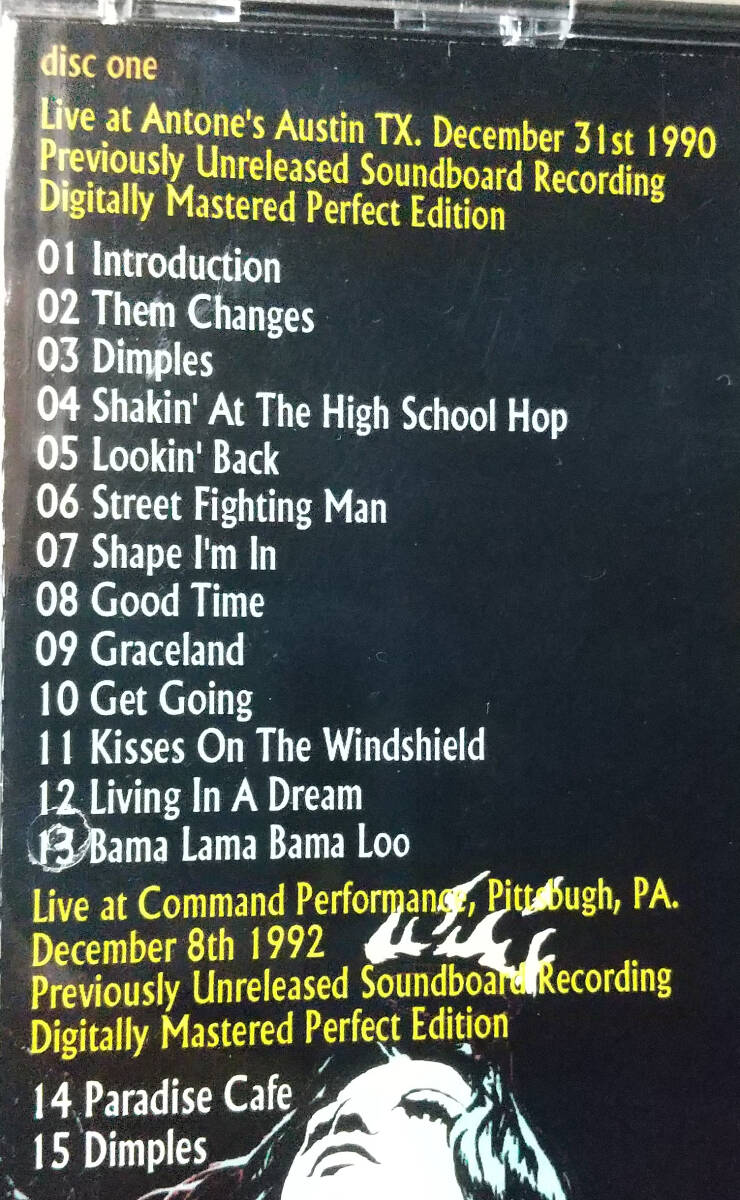 disc one
Live at Antone's Austin TX. December 31st 1990
Previously Unreleased Soundboard Recording
Digitally Mastered Perfect Edition
01 Introduction
02 Them Changes
03 Dimples
04 Shakin' At The High School Hop
05 Lookin' Back
06 Street Fighting Man
07 Shape I'm In
08 Good Time
09 Graceland
10 Get Going
11 Kisses On The Windshield
12 Living In A Dream
13 Bama Lama Bama Loo
Live at Command Performance, Pittsbugh, PA.
December 8th 1992
Previously Unreleased Soundboard Recording
Digitally Mastered Perfect Edition
14 Paradise Cafe
15 Dimples